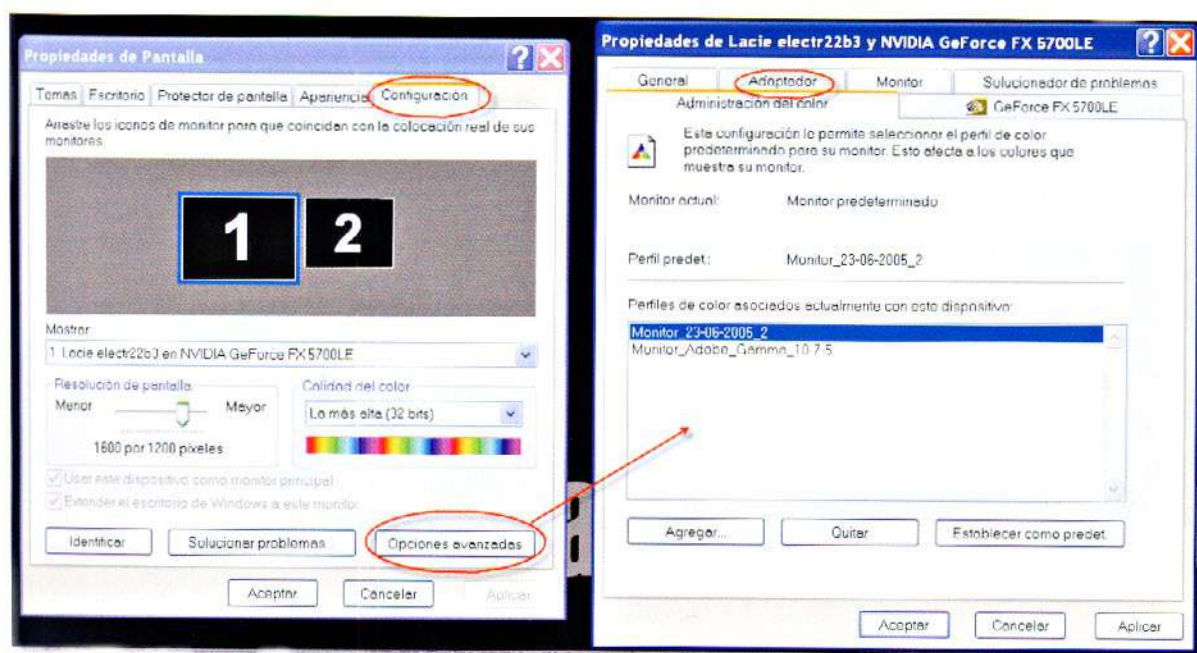 Propiedades de Pantalla
Temas Escritorio Protector de pantalla Apariencia Configuración
Arrastre los iconos de monitor para que coincidan con la colocación real de sus
monitores.
1 2
Mostrar:
1. Lacie electr22b3 en NVIDIA GeForce FX 5700LE
Resolución de pantalla
Menor Mayor
1600 por 1200 píxeles
Calidad del color
La más alta (32 bits)
Usar este dispositivo como monitor principal.
Extender el escritorio de Windows a este monitor.
Identificar Solucionar problemas... Opciones avanzadas
Aceptar Cancelar Aplicar
Propiedades de Lacie electr22b3 y NVIDIA GeForce FX 5700LE
General Adaptador Monitor Solucionador de problemas
Administración del color GeForce FX 5700LE
Esta configuración le permite seleccionar el perfil de color
predeterminado para su monitor. Esto afecta a los colores que
muestra su monitor.
Monitor actual: Monitor predeterminado
Perfil predet.: Monitor_23-06-2005_2
Perfiles de color asociados actualmente con este dispositivo:
Monitor_23-06-2005_2
Monitor_Adobe_Gamma_10-7-5
Agregar... Quitar Establecer como predet.
Aceptar Cancelar Aplicar